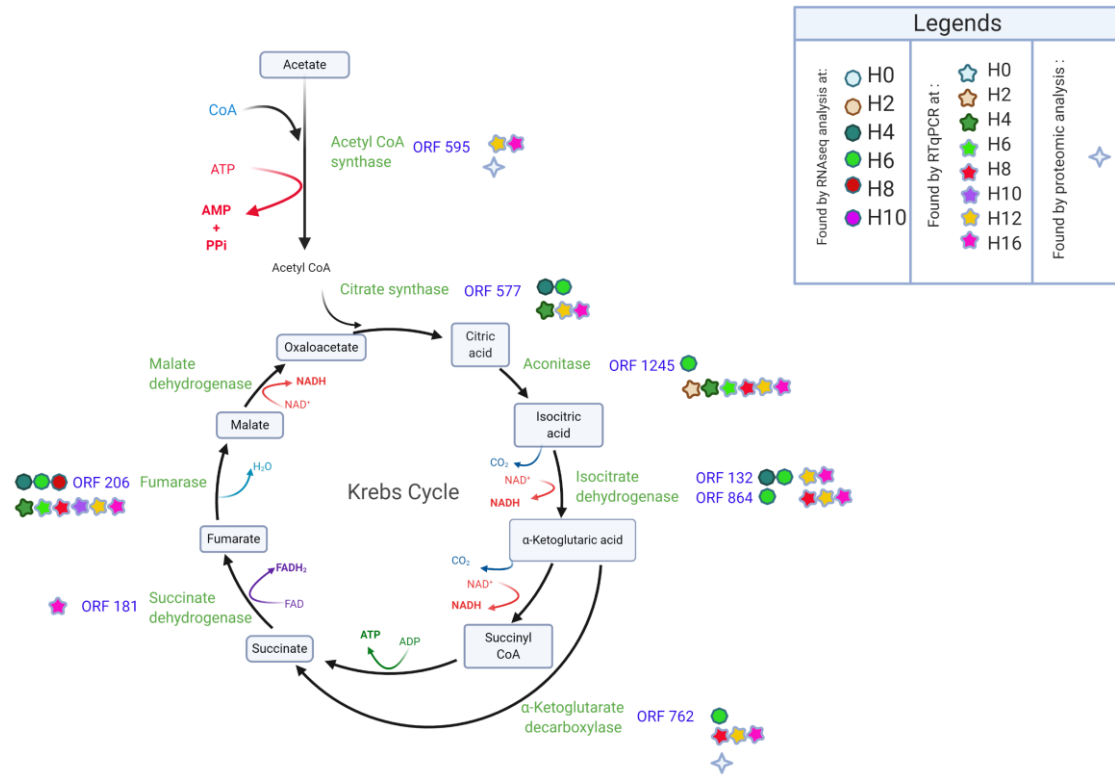 Legends
Found by RNAseq analysis at:
H0
H2
H4
H6
H8
H10
Found by RTqPCR at :
H0
H2
H4
H6
H8
H10
H12
H16
Found by proteomic analysis :
Acetate
CoA
Acetyl CoA
synthase
ORF 595
ATP
AMP
+
PPi
Acetyl CoA
Citrate synthase
ORF 577
Oxaloacetate
Citric
acid
Aconitase
ORF 1245
Malate
dehydrogenase
NADH
NAD⁺
Malate
Isocitric
acid
CO₂
NAD⁺
NADH
Isocitrate
dehydrogenase
ORF 132
ORF 864
Krebs Cycle
ORF 206
Fumarase
H₂O
Fumarate
α-Ketoglutaric acid
CO₂
NAD⁺
NADH
FADH₂
FAD
ORF 181
Succinate
dehydrogenase
Succinate
ATP
ADP
Succinyl
CoA
α-Ketoglutarate
decarboxylase
ORF 762